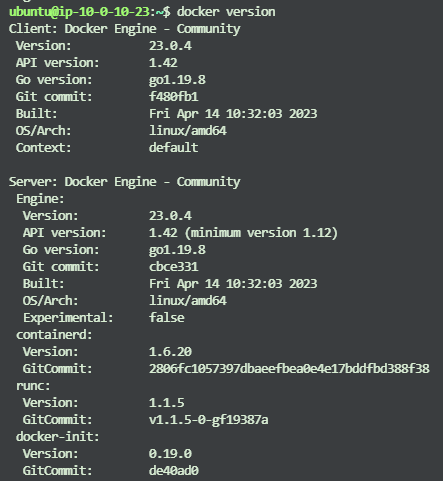 ubuntu@ip-10-0-10-23:~$ docker version
Client: Docker Engine - Community
Version: 23.0.4
API version: 1.42
Go version: go1.19.8
Git commit: f480fb1
Built: Fri Apr 14 10:32:03 2023
OS/Arch: linux/amd64
Context: default
Server: Docker Engine - Community
Engine:
Version: 23.0.4
API version: 1.42 (minimum version 1.12)
Go version: go1.19.8
Git commit: cbce331
Built: Fri Apr 14 10:32:03 2023
OS/Arch: linux/amd64
Experimental: false
containerd:
Version: 1.6.20
GitCommit: 2806fc1057397dbaeefbea0e4e17bddfbd388f38
runc:
Version: 1.1.5
GitCommit: v1.1.5-0-gf19387a
docker-init:
Version: 0.19.0
GitCommit: de40ad0